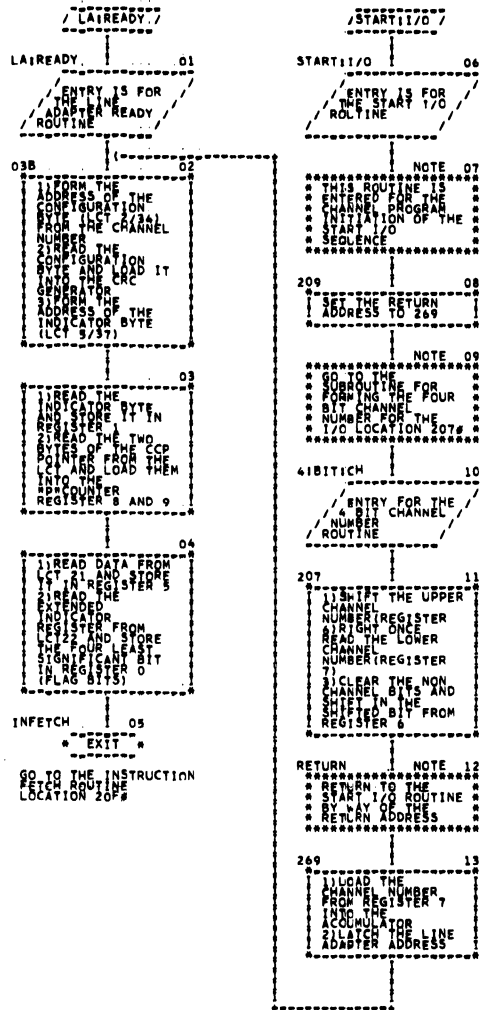 / LA!READY /
LA!READY 01
ENTRY IS FOR
THE LINE
ADAPTER READY
ROUTINE
03B 02
1)FORM THE
ADDRESS OF THE
CONFIGURATION
BYTE (LCT 2/34)
FROM THE CHANNEL
NUMBER
2)READ THE
CONFIGURATION
BYTE AND LOAD IT
INTO THE CRC
GENERATOR
3)FORM THE
ADDRESS OF THE
INDICATOR BYTE
(LCT 5/37)
03
1)READ THE
INDICATOR BYTE
AND STORE IT IN
REGISTER 1
2)READ THE TWO
BYTES OF THE CCP
POINTER FROM THE
LCT AND LOAD THEM
INTO THE
"P"COUNTER
REGISTER 8 AND 9
04
1)READ DATA FROM
LCT 21 AND STORE
IT IN REGISTER 5
2)READ THE
EXTENDED
INDICATOR
REGISTER FROM
LCT22 AND STORE
THE FOUR LEAST
SIGNIFICANT BIT
IN REGISTER 0
(FLAG BITS)
INFETCH 05
* EXIT *
GO TO THE INSTRUCTION
FETCH ROUTINE
LOCATION 20F#
/ START!I/O /
START!I/O 06
ENTRY IS FOR
THE START I/O
ROUTINE
NOTE 07
THIS ROUTINE IS
ENTERED FOR THE
CHANNEL PROGRAM
INITIATION OF THE
START I/O
SEQUENCE
209 08
SET THE RETURN
ADDRESS TO 269
NOTE 09
GO TO THE
SUBROUTINE FOR
FORMING THE FOUR
BIT CHANNEL
NUMBER FOR THE
I/O LOCATION 207#
4!BIT!CH 10
ENTRY FOR THE
4 BIT CHANNEL
NUMBER
ROUTINE
207 11
1)SHIFT THE UPPER
CHANNEL
NUMBER(REGISTER
6)RIGHT ONCE
READ THE LOWER
CHANNEL
NUMBER(REGISTER
7)
3)CLEAR THE NON
CHANNEL BITS AND
SHIFT IN THE
SHIFTED BIT FROM
REGISTER 6
RETURN NOTE 12
RETURN TO THE
START I/O ROUTINE
BY WAY OF THE
RETURN ADDRESS
269 13
1)LOAD THE
CHANNEL NUMBER
FROM REGISTER 7
INTO THE
ACUMULATOR
2)LATCH THE LINE
ADAPTER ADDRESS